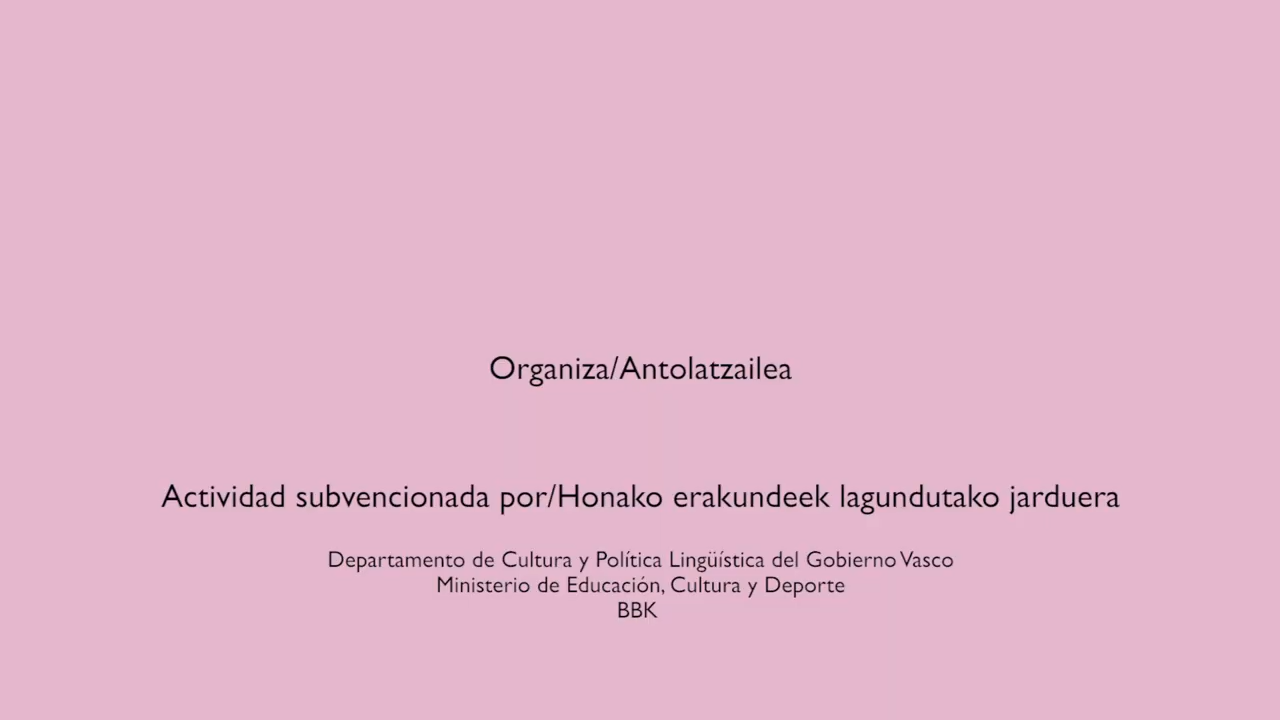 Organiza/Antolatzailea
Actividad subvencionada por/Honako erakundeek lagundutako jarduera
Departamento de Cultura y Política Lingüística del Gobierno Vasco
Ministerio de Educación, Cultura y Deporte
BBK